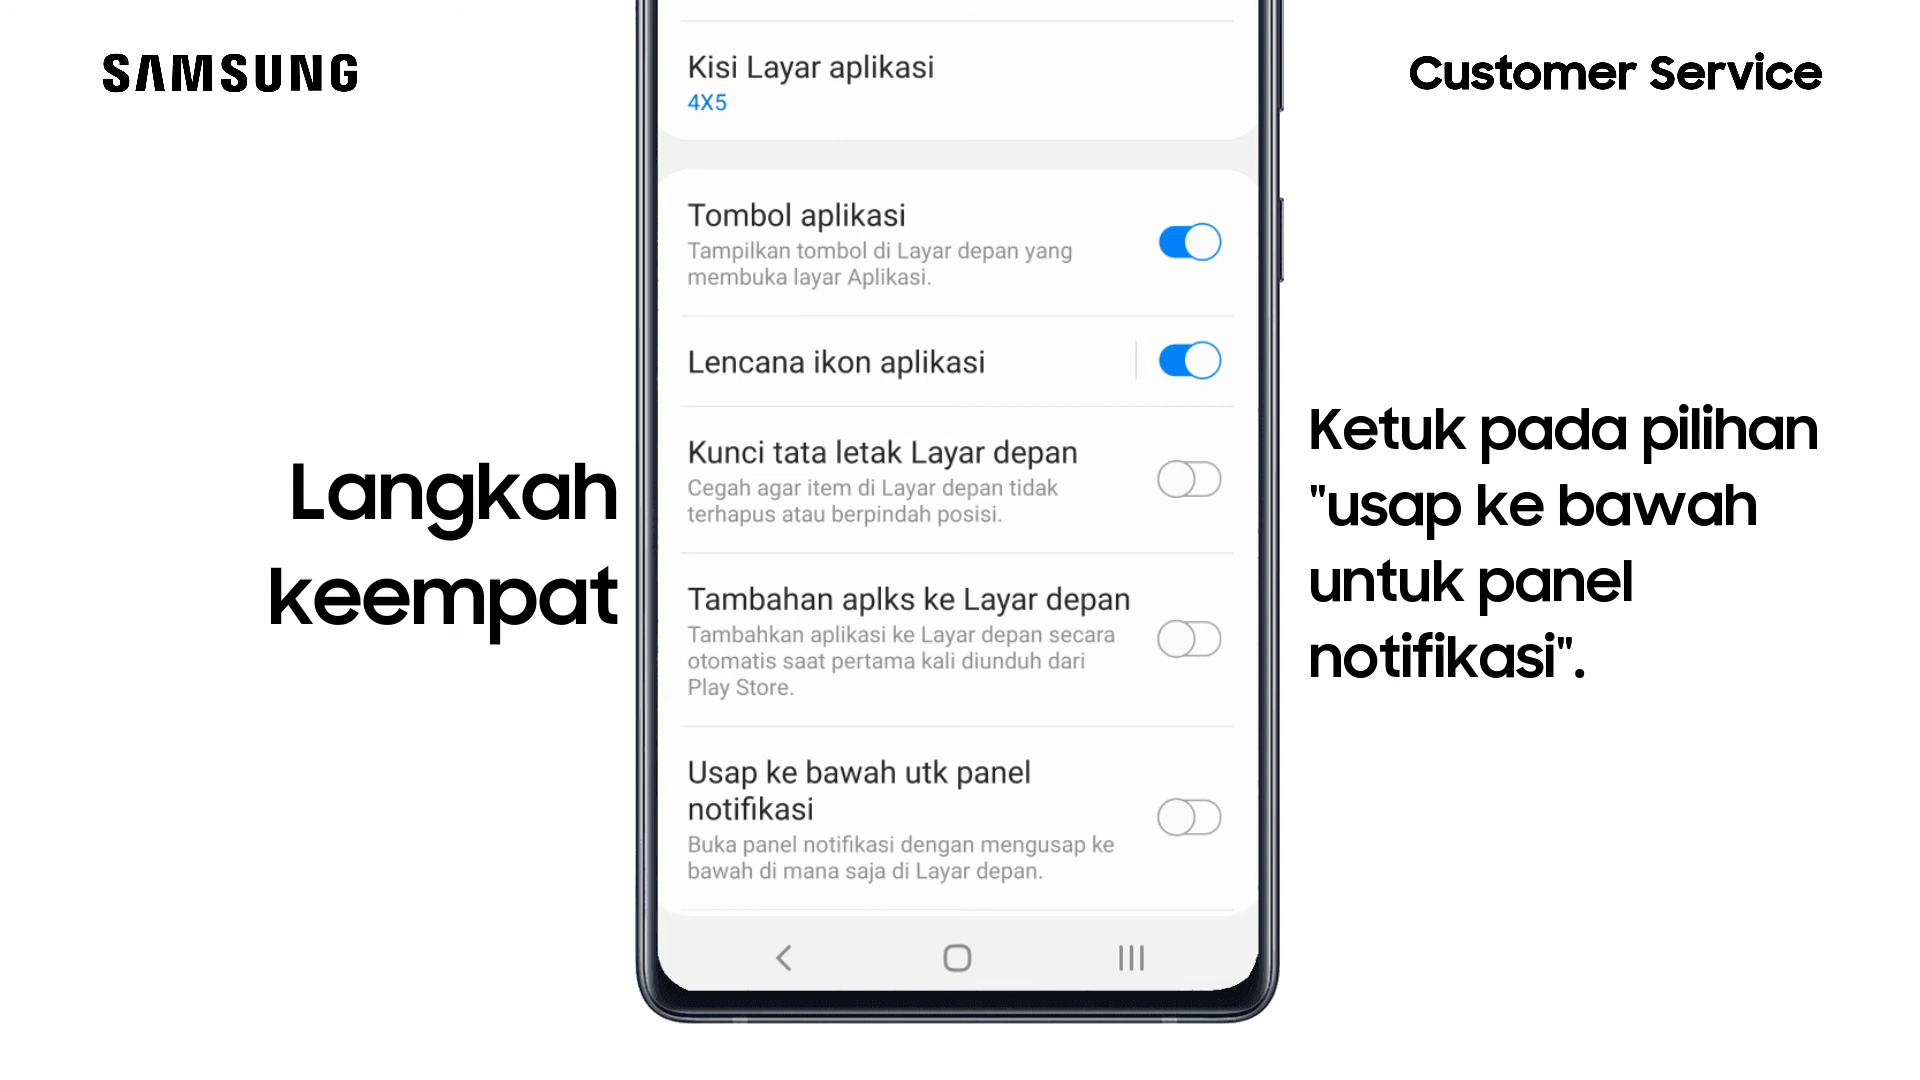 SAMSUNG
Customer Service
Langkah
keempat
Kisi Layar aplikasi
4X5
Tombol aplikasi
Tampilkan tombol di Layar depan yang
membuka layar Aplikasi.
Lencana ikon aplikasi
Kunci tata letak Layar depan
Cegah agar item di Layar depan tidak
terhapus atau berpindah posisi.
Tambahan aplks ke Layar depan
Tambahkan aplikasi ke Layar depan secara
otomatis saat pertama kali diunduh dari
Play Store.
Usap ke bawah utk panel
notifikasi
Buka panel notifikasi dengan mengusap ke
bawah di mana saja di Layar depan.
Ketuk pada pilihan
"usap ke bawah
untuk panel
notifikasi".